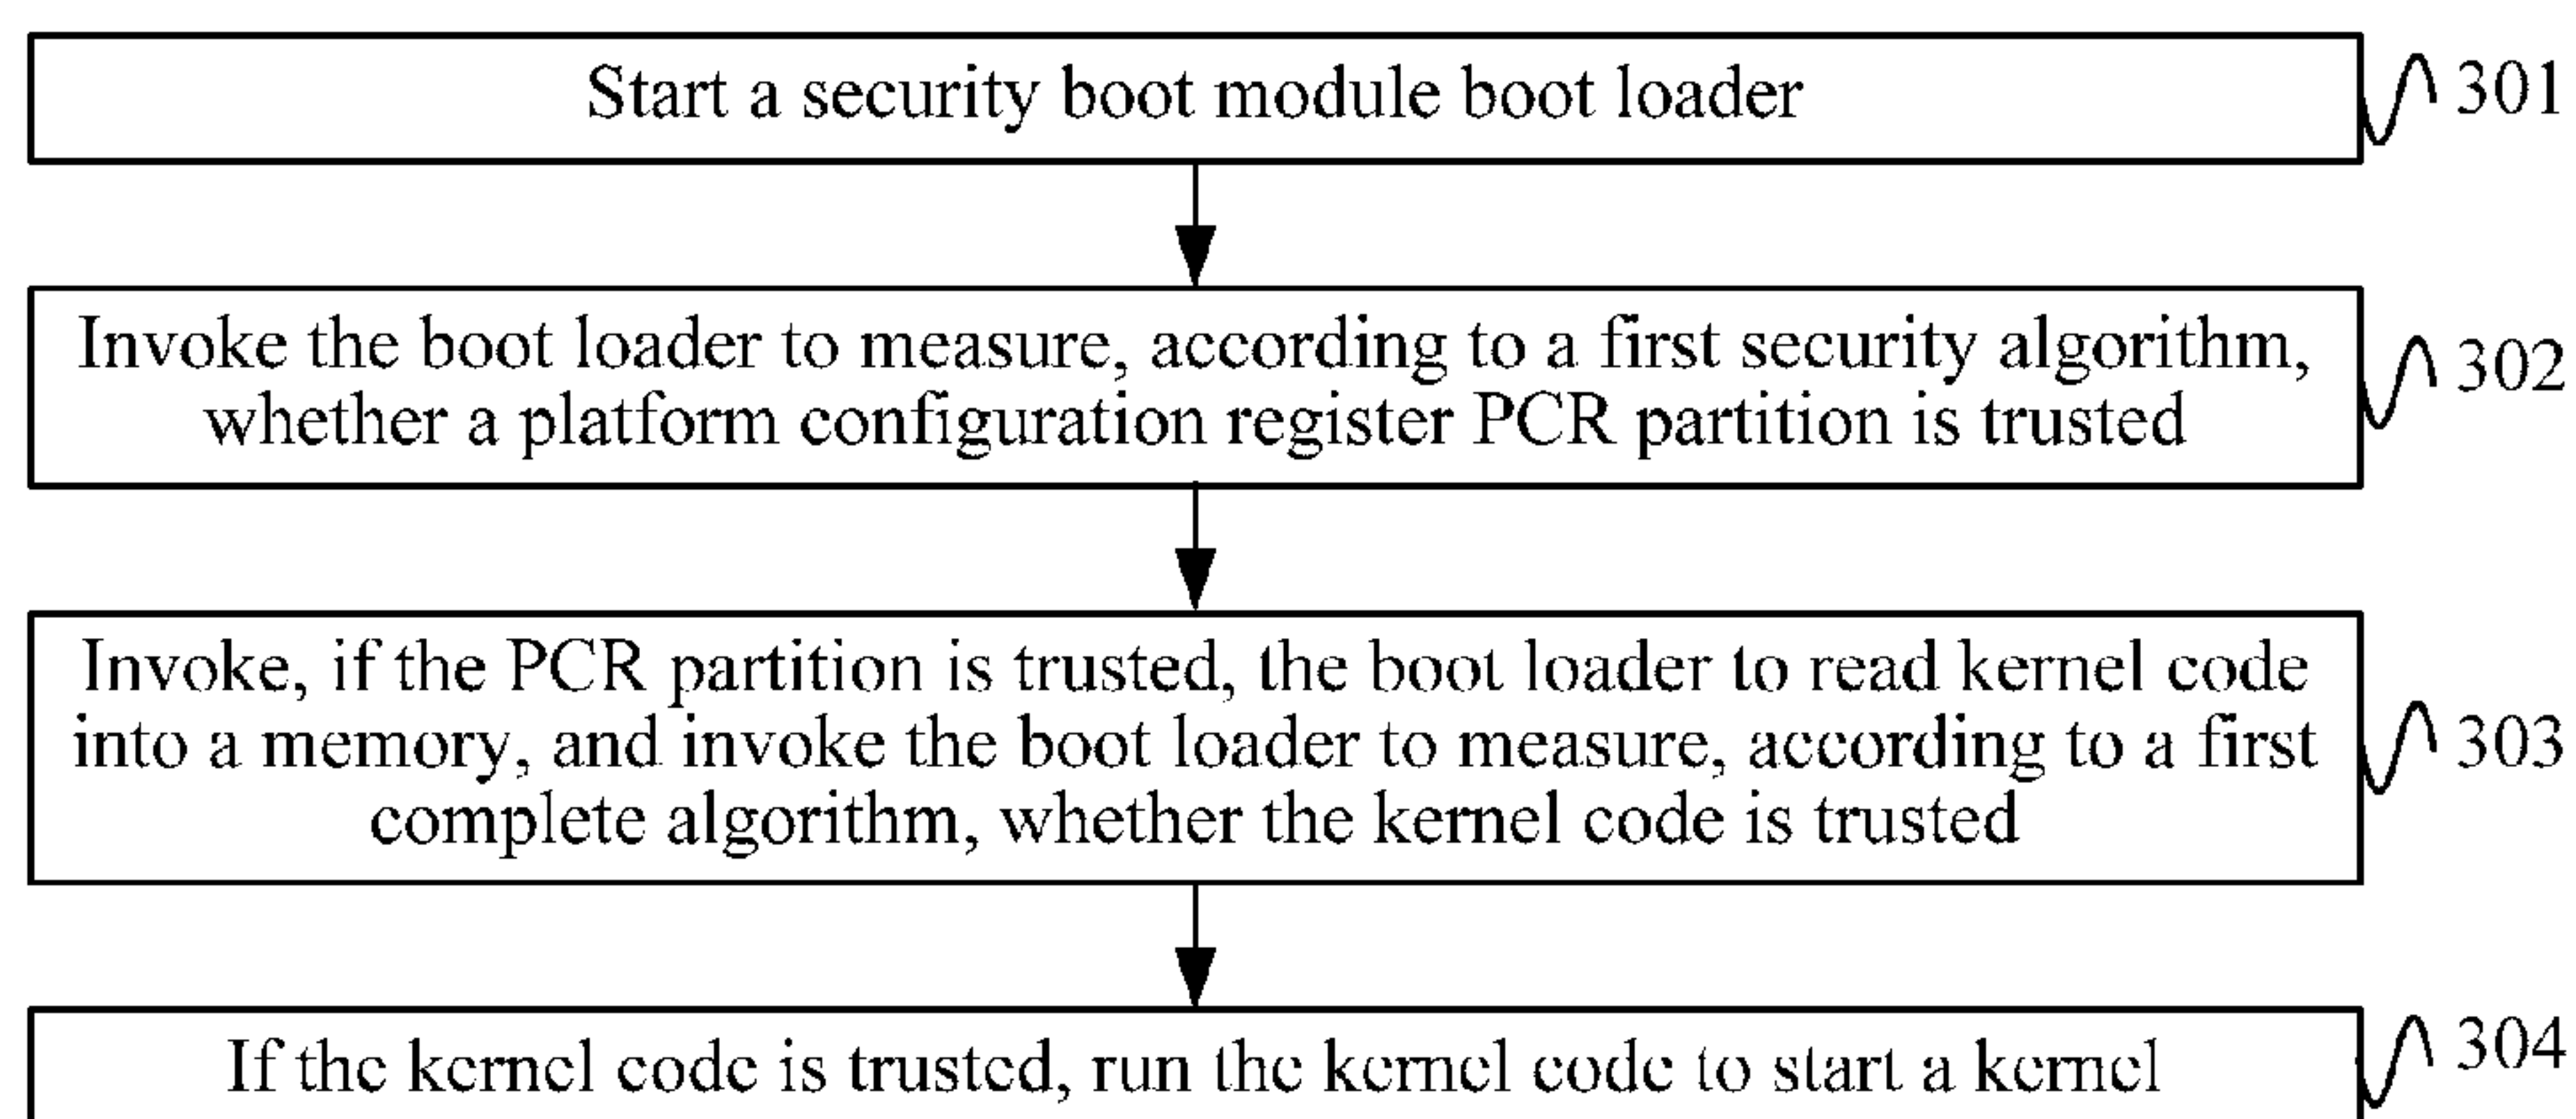 Start a security boot module boot loader
301
Invoke the boot loader to measure, according to a first security algorithm,
whether a platform configuration register PCR partition is trusted
302
Invoke, if the PCR partition is trusted, the boot loader to read kernel code
into a memory, and invoke the boot loader to measure, according to a first
complete algorithm, whether the kernel code is trusted
303
If the kernel code is trusted, run the kernel code to start a kernel
304